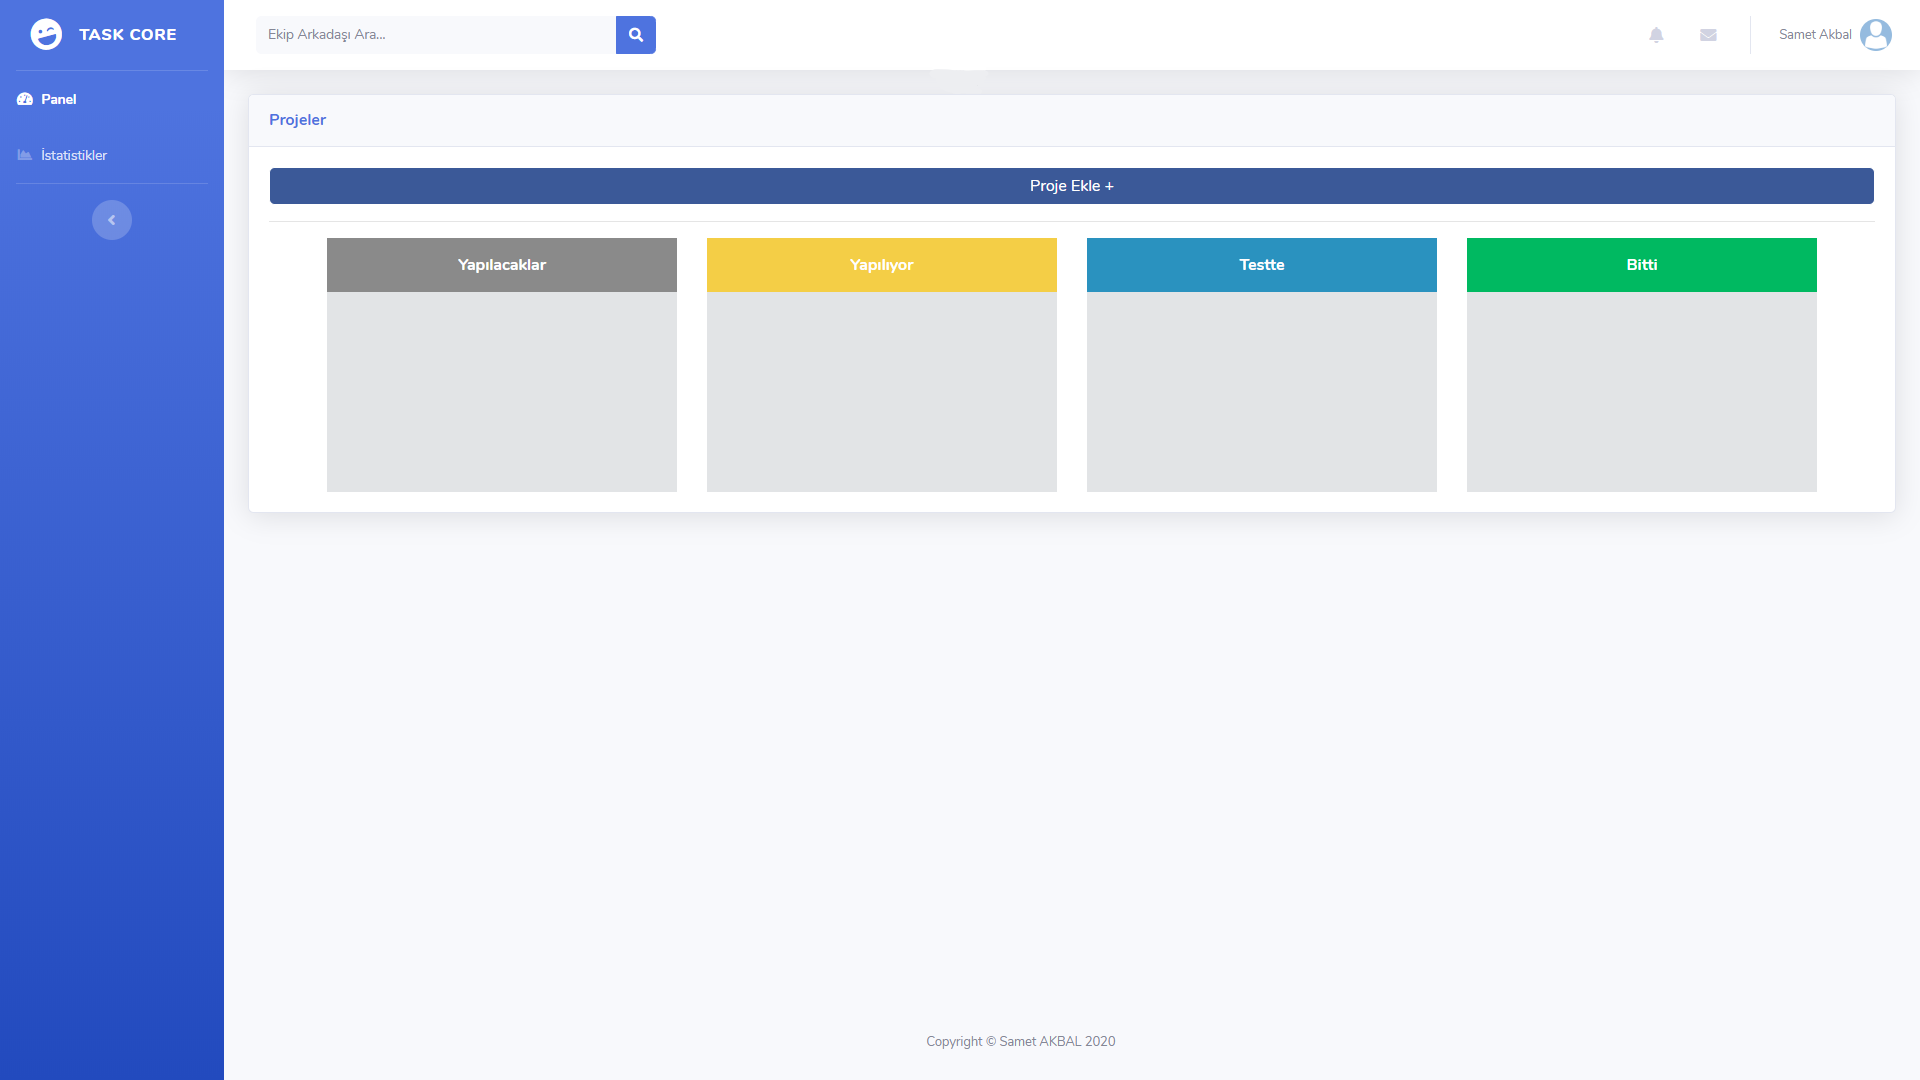 TASK CORE
Ekip Arkadaşı Ara...
Samet Akbal
Panel
İstatistikler
Projeler
Proje Ekle +
Yapılacaklar
Yapılıyor
Testte
Bitti
Copyright © Samet AKBAL 2020